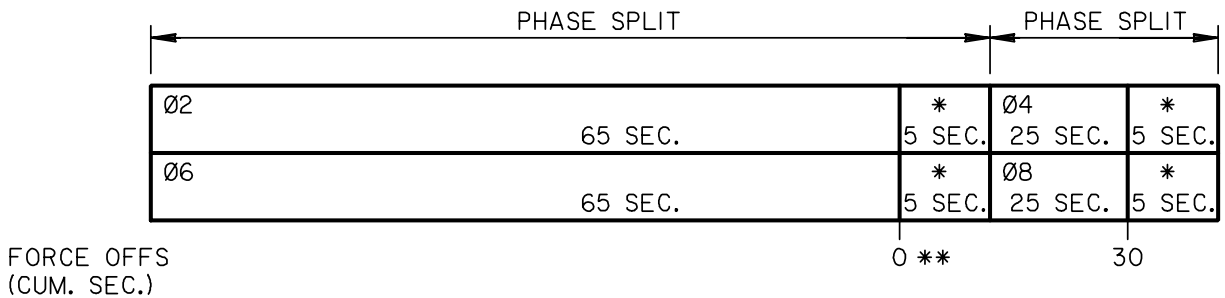 PHASE SPLIT PHASE SPLIT
Ø2 * Ø4 *
65 SEC. 5 SEC. 25 SEC. 5 SEC.
Ø6 * Ø8 *
65 SEC. 5 SEC. 25 SEC. 5 SEC.
FORCE OFFS 0 ** 30
(CUM. SEC.)